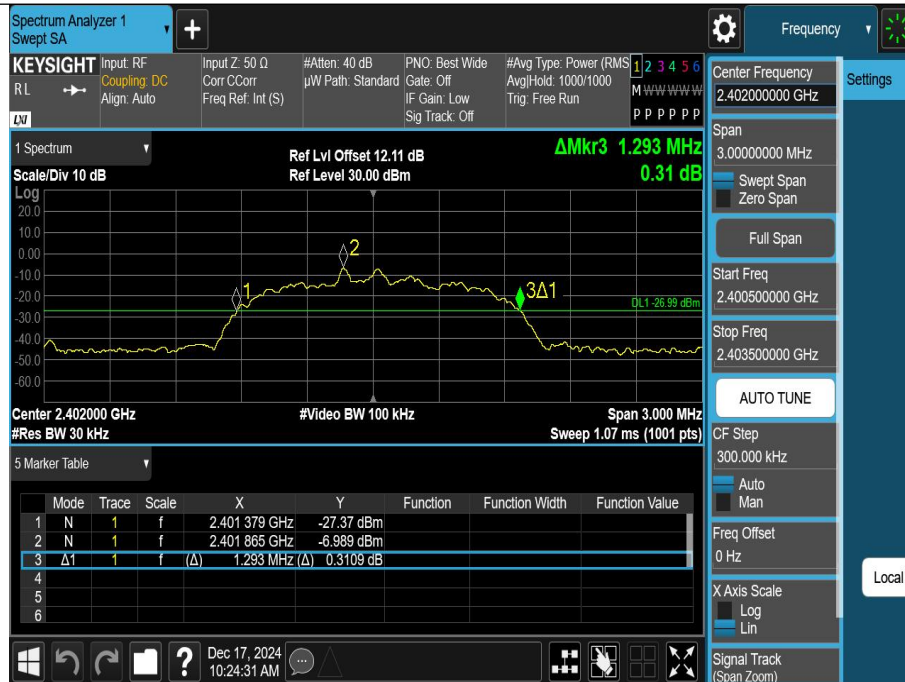 Spectrum Analyzer 1
Swept SA
+
Frequency
KEYSIGHT
RL
LXI
Input: RF
Coupling: DC
Align: Auto
Input Z: 50 Ω
Corr CCorr
Freq Ref: Int (S)
#Atten: 40 dB
µW Path: Standard
PNO: Best Wide
Gate: Off
IF Gain: Low
Sig Track: Off
#Avg Type: Power (RMS
Avg|Hold: 1000/1000
Trig: Free Run
1 2 3 4 5 6
M W W W W W
P P P P P P
1 Spectrum
Scale/Div 10 dB
Ref Lvl Offset 12.11 dB
Ref Level 30.00 dBm
ΔMkr3 1.293 MHz
0.31 dB
Log
20.0
10.0
0.00
-10.0
-20.0
-30.0
-40.0
-50.0
-60.0
1
2
3Δ1
DL1 -26.99 dBm
Center 2.402000 GHz
#Video BW 100 kHz
Span 3.000 MHz
#Res BW 30 kHz
Sweep 1.07 ms (1001 pts)
5 Marker Table
Mode Trace Scale X Y Function Function Width Function Value
1 N 1 f 2.401 379 GHz -27.37 dBm
2 N 1 f 2.401 865 GHz -6.989 dBm
3 Δ1 1 f (Δ) 1.293 MHz (Δ) 0.3109 dB
4
5
6
Center Frequency
2.402000000 GHz
Settings
Span
3.00000000 MHz
Swept Span
Zero Span
Full Span
Start Freq
2.400500000 GHz
Stop Freq
2.403500000 GHz
AUTO TUNE
CF Step
300.000 kHz
Auto
Man
Freq Offset
0 Hz
Local
X Axis Scale
Log
Lin
Signal Track
(Span Zoom)
?
Dec 17, 2024
10:24:31 AM